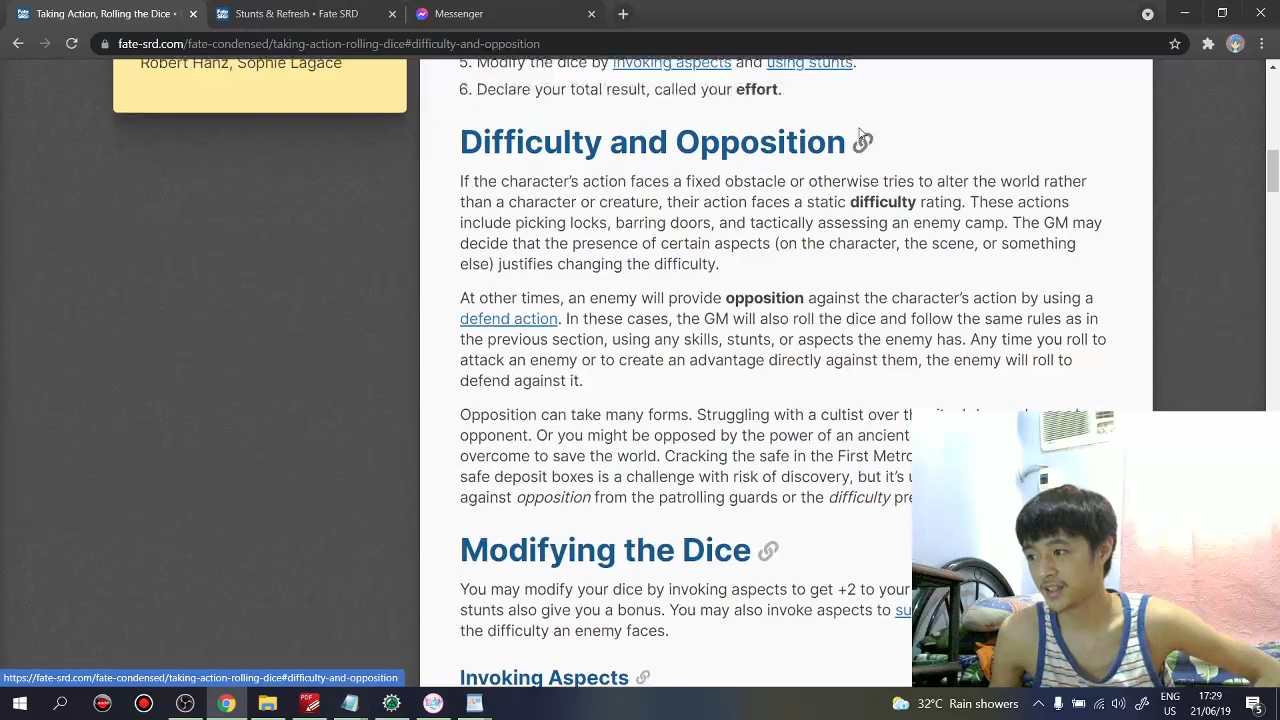 Taking Action, Rolling the Dice •
Stunts & Refresh • Fate SRD
Messenger
fate-srd.com/fate-condensed/taking-action-rolling-dice#difficulty-and-opposition
Robert Hanz, Sophie Lagacé
5. Modify the dice by invoking aspects and using stunts.
6. Declare your total result, called your effort.
Difficulty and Opposition
If the character's action faces a fixed obstacle or otherwise tries to alter the world rather
than a character or creature, their action faces a static difficulty rating. These actions
include picking locks, barring doors, and tactically assessing an enemy camp. The GM may
decide that the presence of certain aspects (on the character, the scene, or something
else) justifies changing the difficulty.
At other times, an enemy will provide opposition against the character's action by using a
defend action. In these cases, the GM will also roll the dice and follow the same rules as in
the previous section, using any skills, stunts, or aspects the enemy has. Any time you roll to
attack an enemy or to create an advantage directly against them, the enemy will roll to
defend against it.
Opposition can take many forms. Struggling with a cultist over
opponent. Or you might be opposed by the power of an ancient
overcome to save the world. Cracking the safe in the First Metro
safe deposit boxes is a challenge with risk of discovery, but it's
against opposition from the patrolling guards or the difficulty
Modifying the Dice
You may modify your dice by invoking aspects to get +2 to your
stunts also give you a bonus. You may also invoke aspects to su
the difficulty an enemy faces.
Invoking Aspects
https://fate-srd.com/fate-condensed/taking-action-rolling-dice#difficulty-and-opposition
32°C Rain showers
ENG
US
17:29
21/06/19
5